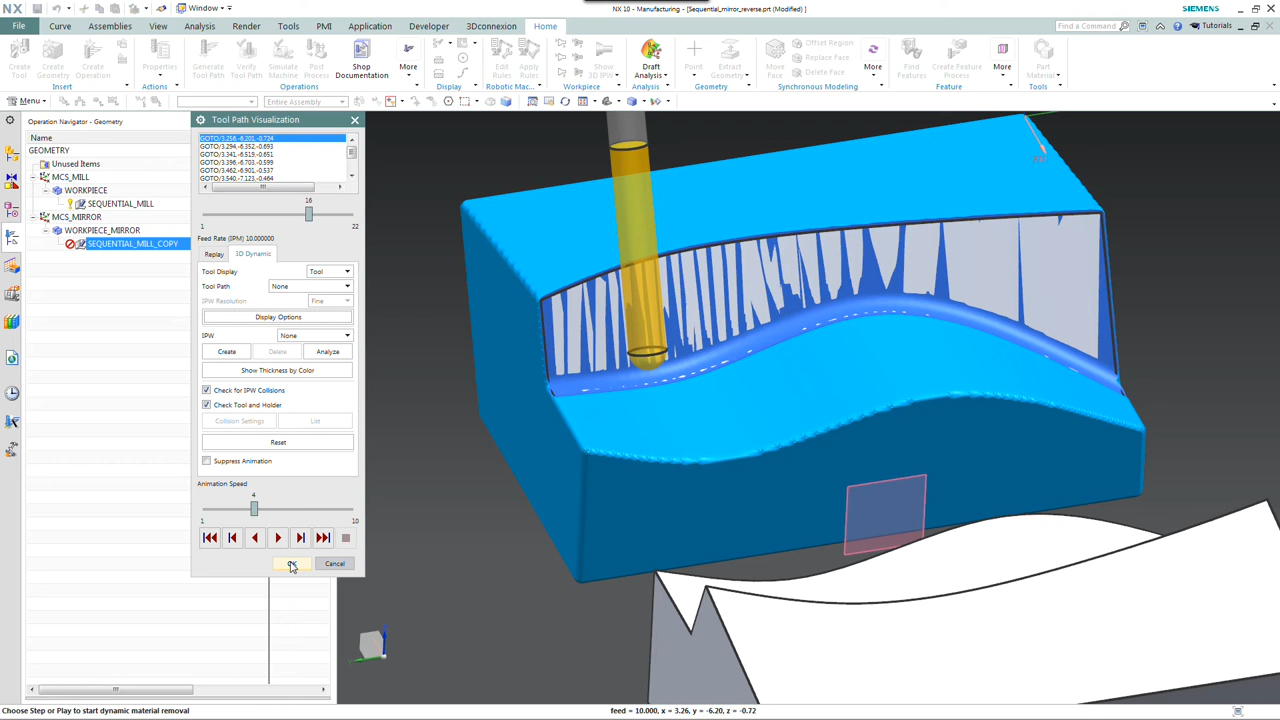 NX
Window
NX 10 - Manufacturing - [Sequential_mirror_reverse.prt (Modified) ]
SIEMENS
File
Curve
Assemblies
View
Analysis
Render
Tools
PMI
Application
Developer
3Dconnexion
Home
Find a Command
Tutorials
Create Tool
Create Geometry
Create Operation
Properties
Generate Tool Path
Verify Tool Path
Simulate Machine
Post Process
Shop Documentation
More
Edit Rules
Apply Rules
Show 3D IPW
Draft Analysis
Point
Extract Geometry
Move Face
Offset Region
Replace Face
Delete Face
More
Find Features
Create Feature Process
More
Part Material
Insert
Actions
Operations
Display
Robotic Mac...
Workpiece
Analysis
Geometry
Synchronous Modeling
Feature
Tools
Menu
Entire Assembly
Operation Navigator - Geometry
Name
GEOMETRY
Unused Items
MCS_MILL
WORKPIECE
SEQUENTIAL_MILL
MCS_MIRROR
WORKPIECE_MIRROR
SEQUENTIAL_MILL_COPY
Tool Path Visualization
GOTO/3.256,-6.201,-0.724
GOTO/3.294,-6.352,-0.693
GOTO/3.341,-6.519,-0.651
GOTO/3.396,-6.703,-0.599
GOTO/3.462,-6.901,-0.537
GOTO/3.540,-7.123,-0.464
16
1
22
Feed Rate (IPM) 10.000000
Replay
3D Dynamic
Tool Display
Tool
Tool Path
None
IPW Resolution
Fine
Display Options
IPW
None
Create
Delete
Analyze
Show Thickness by Color
Check for IPW Collisions
Check Tool and Holder
Collision Settings
List
Reset
Suppress Animation
Animation Speed
4
1
10
OK
Cancel
Choose Step or Play to start dynamic material removal
feed = 10.000, x = 3.26, y = -6.20, z = -0.72